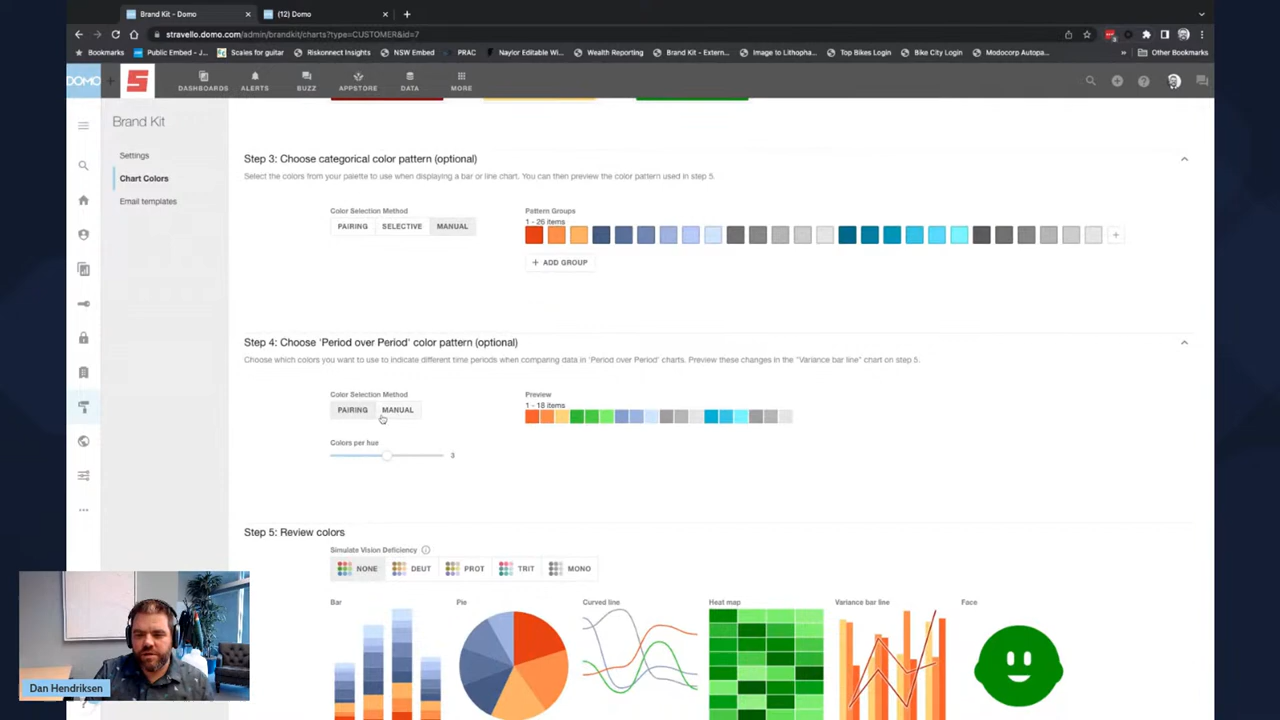 Brand Kit - Domo
(12) Domo
stravello.domo.com/admin/brandkit/charts?type=CUSTOMER&id=7
Bookmarks
Public Embed - J...
Scales for guitar
Riskonnect Insights
NSW Embed
PRAC
Naylor Editable Wi...
Wealth Reporting
Brand Kit - Extern...
Image to Lithopha...
Top Bikes Login
Bike City Login
Modocorp Autopa...
Other Bookmarks
DOMO
S
DASHBOARDS
ALERTS
BUZZ
APPSTORE
DATA
MORE
Brand Kit
Settings
Chart Colors
Email templates
Step 3: Choose categorical color pattern (optional)
Select the colors from your palette to use when displaying a bar or line chart. You can then preview the color pattern used in step 5.
Color Selection Method
PAIRING
SELECTIVE
MANUAL
Pattern Groups
1 - 26 items
+ ADD GROUP
Step 4: Choose 'Period over Period' color pattern (optional)
Choose which colors you want to use to indicate different time periods when comparing data in 'Period over Period' charts. Preview these changes in the "Variance bar line" chart on step 5.
Color Selection Method
PAIRING
MANUAL
Preview
1 - 18 items
Colors per hue
3
Step 5: Review colors
Simulate Vision Deficiency
NONE
DEUT
PROT
TRIT
MONO
Bar
Pie
Curved line
Heat map
Variance bar line
Face
Dan Hendriksen